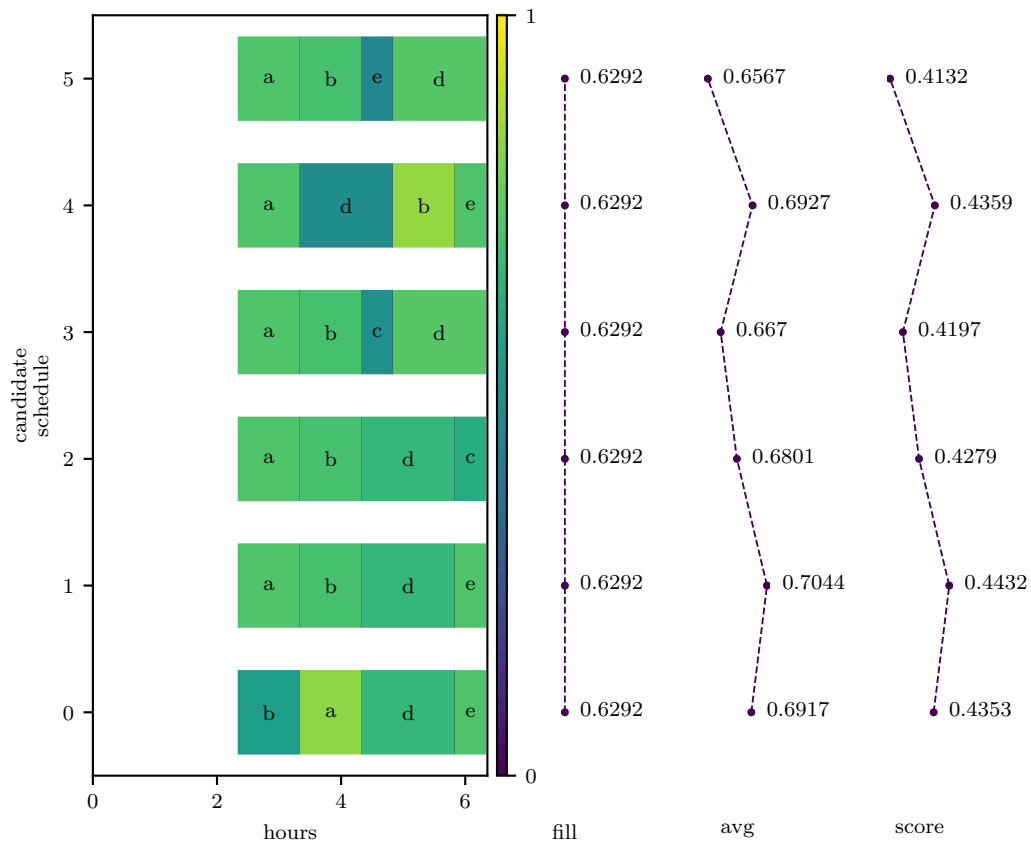 1
5
a
b
e
d
0.6292
0.6567
0.4132
4
a
d
b
e
0.6292
0.6927
0.4359
3
a
b
c
d
0.6292
0.667
0.4197
candidate
schedule
2
a
b
d
c
0.6292
0.6801
0.4279
1
a
b
d
e
0.6292
0.7044
0.4432
0
b
a
d
e
0.6292
0.6917
0.4353
0
0
2
4
6
hours
fill
avg
score